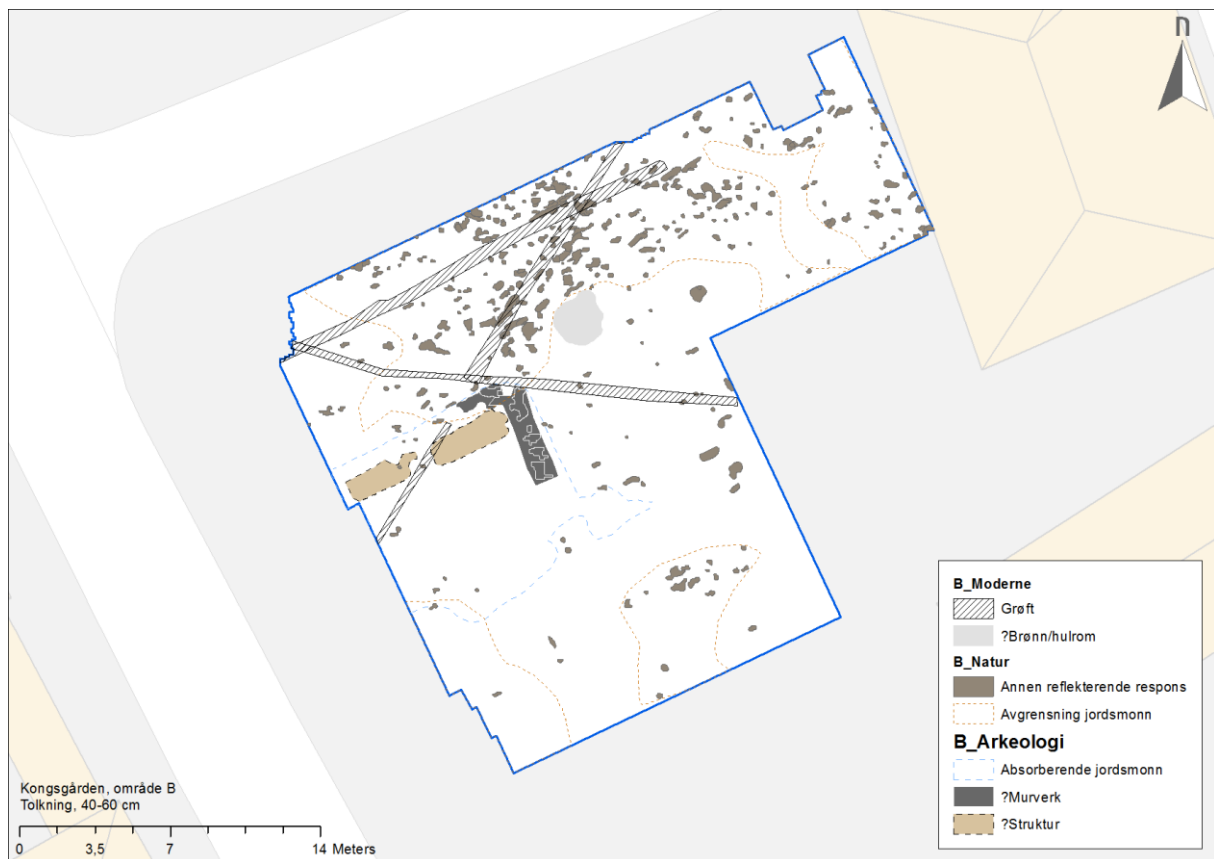 n
B_Moderne
Grøft
?Brønn/hulrom
B_Natur
Annen reflekterende respons
Avgrensning jordsmonn
B_Arkeologi
Absorberende jordsmonn
?Murverk
?Struktur
Kongsgården, område B
Tolkning, 40-60 cm
0 3,5 7 14 Meters